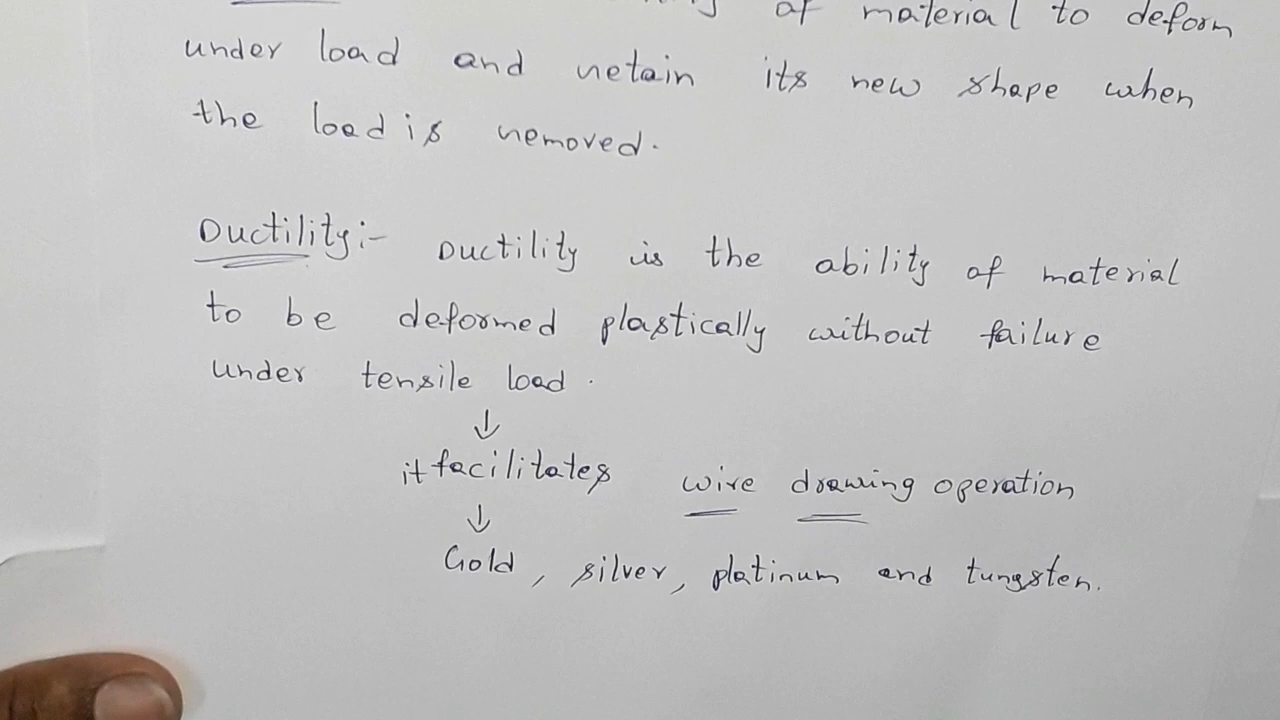 of material to deform
under load and retain its new shape when
the load is removed.
Ductility:- Ductility is the ability of material
to be deformed plastically without failure
under tensile load.
↓
it facilitates wire drawing operation
↓
Gold, silver, platinum and tungsten.